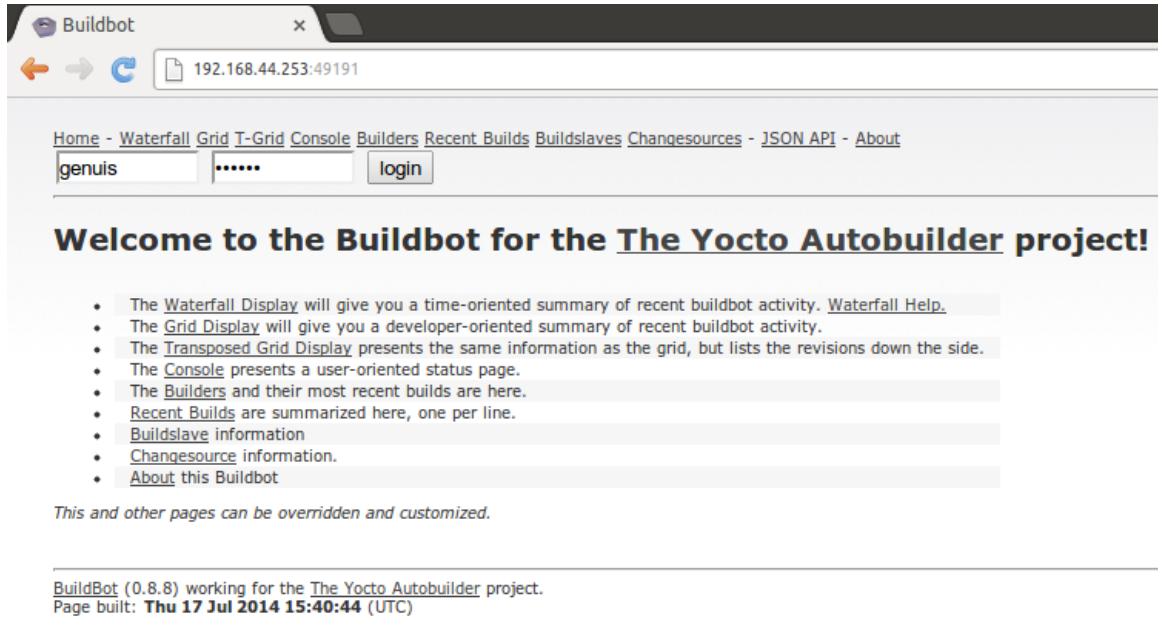 Buildbot
192.168.44.253:49191
Home - Waterfall Grid T-Grid Console Builders Recent Builds Buildslaves Changesources - JSON API - About
genuis •••••• login
Welcome to the Buildbot for the The Yocto Autobuilder project!
• The Waterfall Display will give you a time-oriented summary of recent buildbot activity. Waterfall Help.
• The Grid Display will give you a developer-oriented summary of recent buildbot activity.
• The Transposed Grid Display presents the same information as the grid, but lists the revisions down the side.
• The Console presents a user-oriented status page.
• The Builders and their most recent builds are here.
• Recent Builds are summarized here, one per line.
• Buildslave information
• Changesource information.
• About this Buildbot
This and other pages can be overridden and customized.
BuildBot (0.8.8) working for the The Yocto Autobuilder project.
Page built: Thu 17 Jul 2014 15:40:44 (UTC)